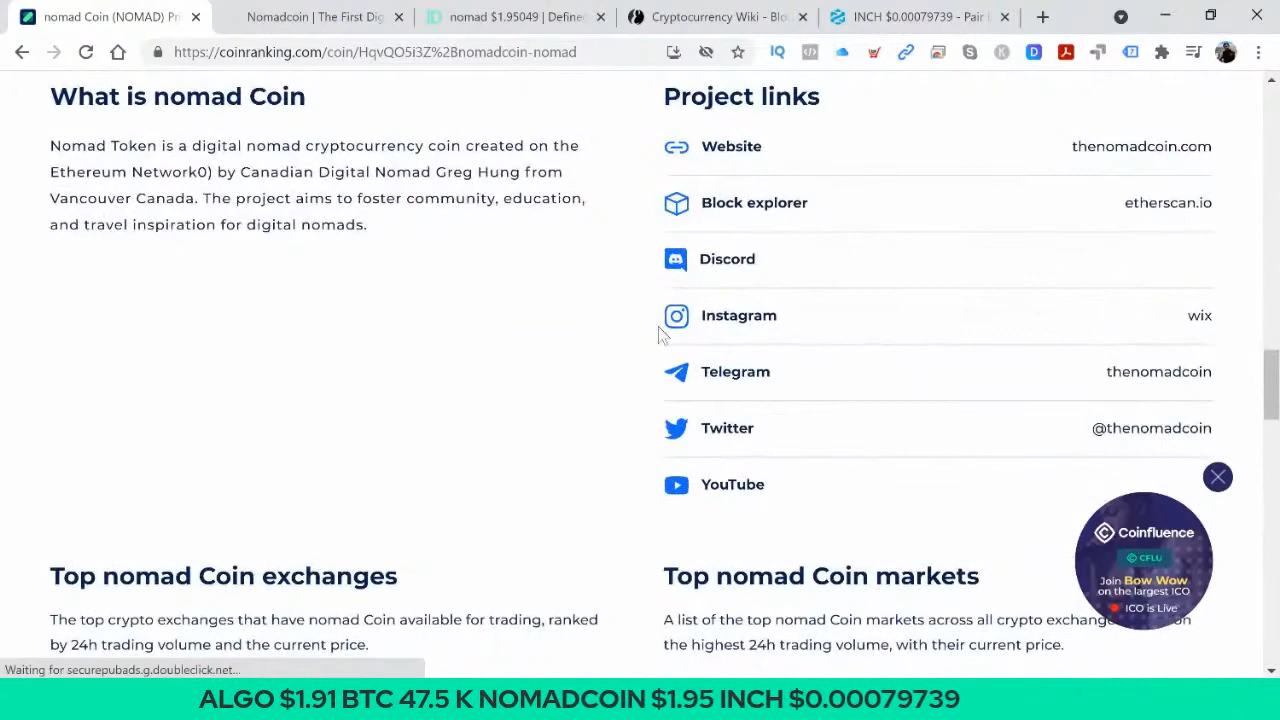 nomad Coin (NOMAD) Pri
Nomadcoin | The First Dig
nomad $1.95049 | Define
Cryptocurrency Wiki - Blo
INCH $0.00079739 - Pair
https://coinranking.com/coin/HqvQO5i3Z%2Bnomadcoin-nomad
What is nomad Coin
Nomad Token is a digital nomad cryptocurrency coin created on the
Ethereum Network0) by Canadian Digital Nomad Greg Hung from
Vancouver Canada. The project aims to foster community, education,
and travel inspiration for digital nomads.
Project links
Website thenomadcoin.com
Block explorer etherscan.io
Discord
Instagram wix
Telegram thenomadcoin
Twitter @thenomadcoin
YouTube
Coinfluence
CFLU
Join Bow Wow
on the largest ICO
ICO is Live
Top nomad Coin exchanges
The top crypto exchanges that have nomad Coin available for trading, ranked
by 24h trading volume and the current price.
Top nomad Coin markets
A list of the top nomad Coin markets across all crypto exchang on
the highest 24h trading volume, with their current price.
Waiting for securepubads.g.doubleclick.net...
ALGO $1.91 BTC 47.5 K NOMADCOIN $1.95 INCH $0.00079739